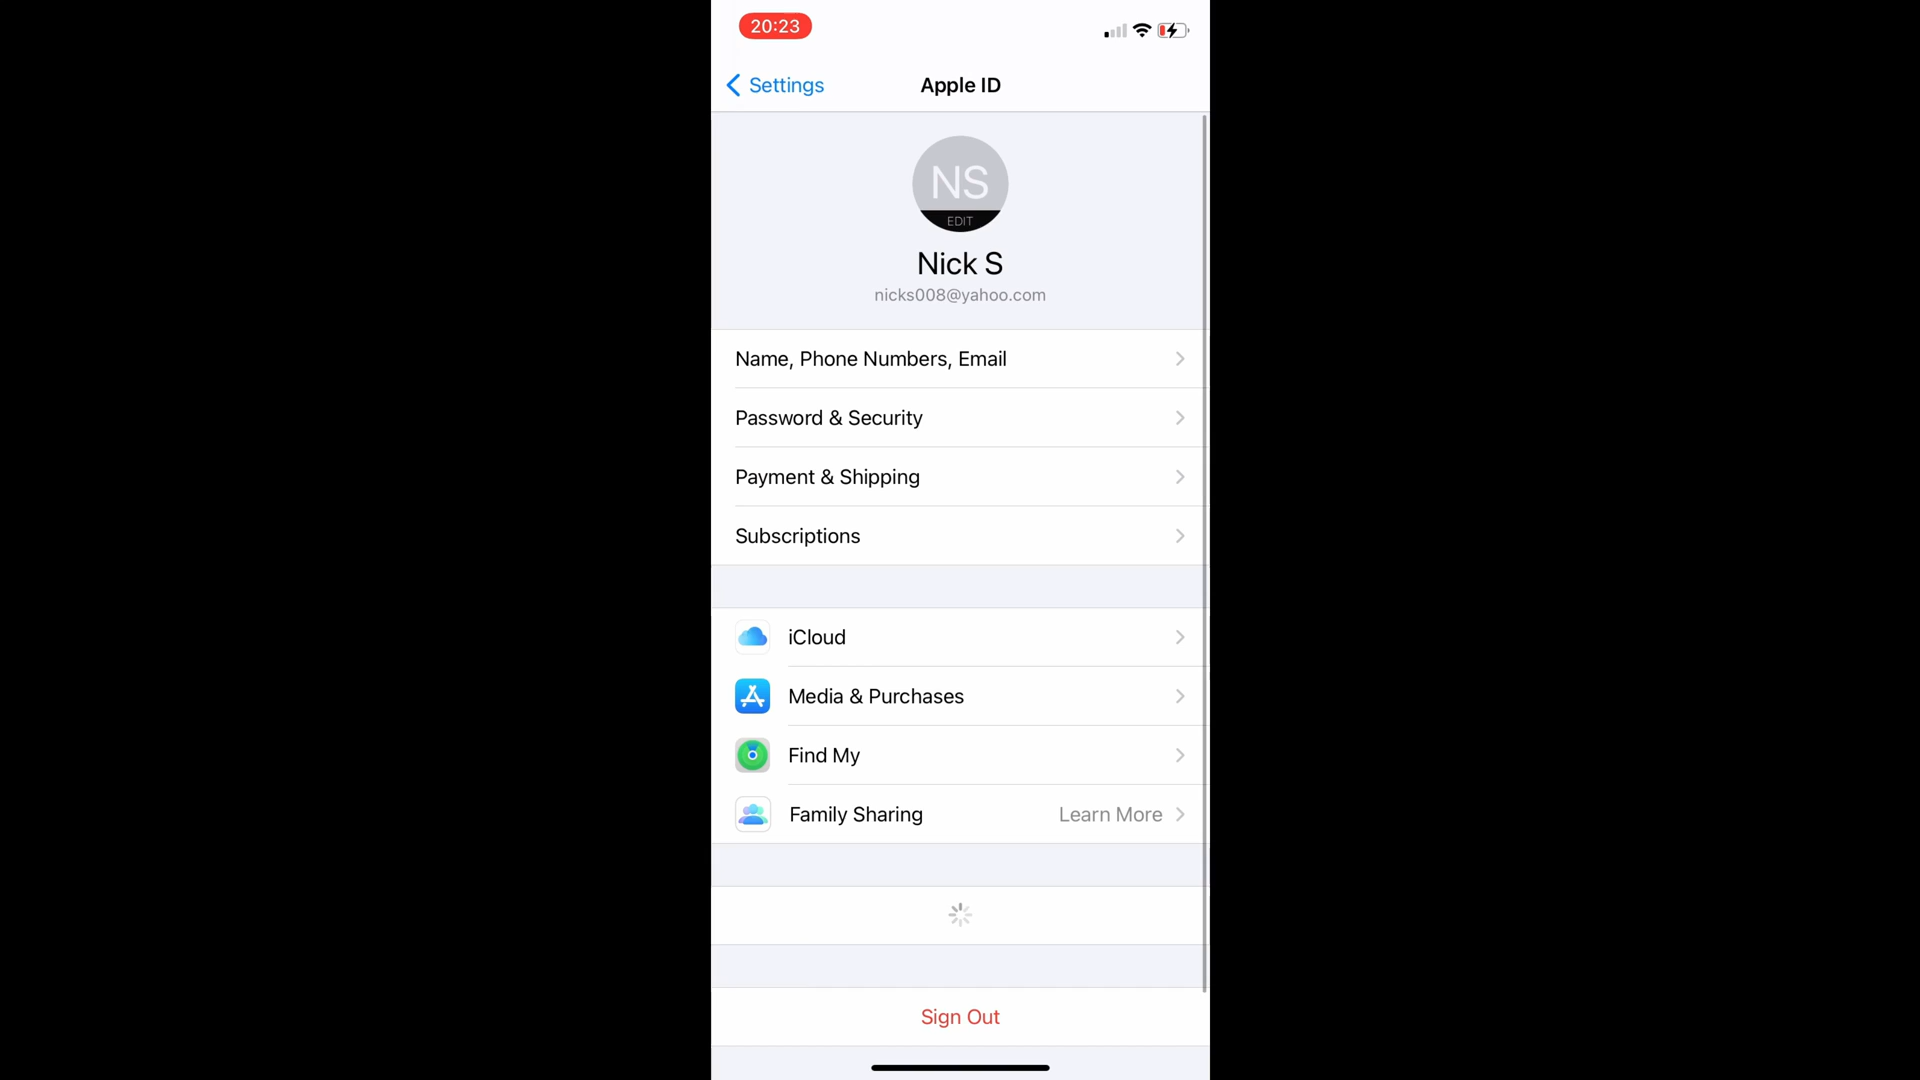 20:23
Settings
Apple ID
NS
EDIT
Nick S
nicks008@yahoo.com
Name, Phone Numbers, Email
Password & Security
Payment & Shipping
Subscriptions
iCloud
Media & Purchases
Find My
Family Sharing Learn More
Sign Out